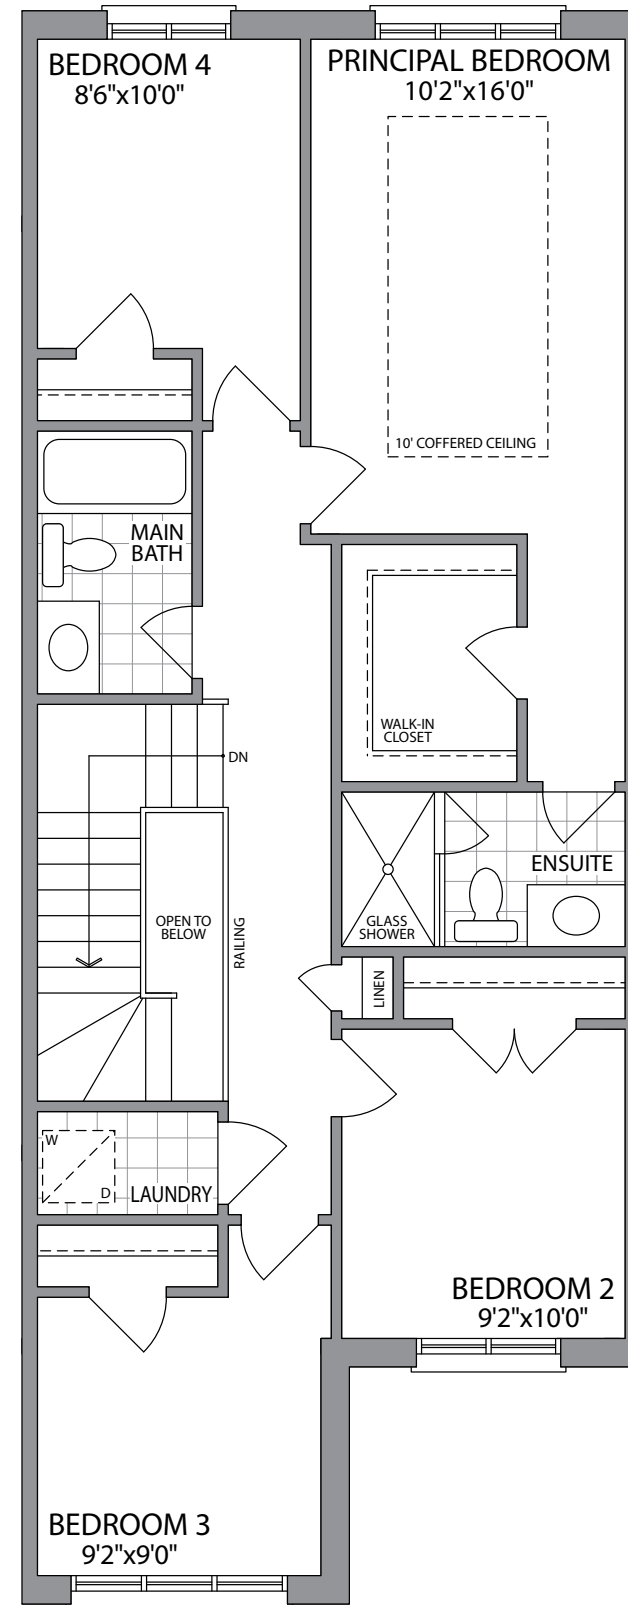 BEDROOM 4
8'6"x10'0"
PRINCIPAL BEDROOM
10'2"x16'0"
10' COFFERED CEILING
MAIN
BATH
WALK-IN
CLOSET
DN
ENSUITE
GLASS
SHOWER
OPEN TO
BELOW
RAILING
LINEN
W
D
LAUNDRY
BEDROOM 2
9'2"x10'0"
BEDROOM 3
9'2"x9'0"